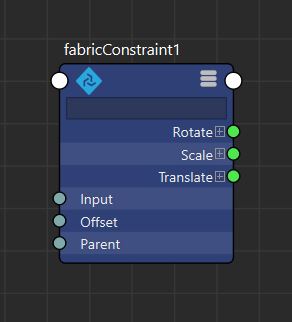 fabricConstraint1
Rotate
Scale
Translate
Input
Offset
Parent